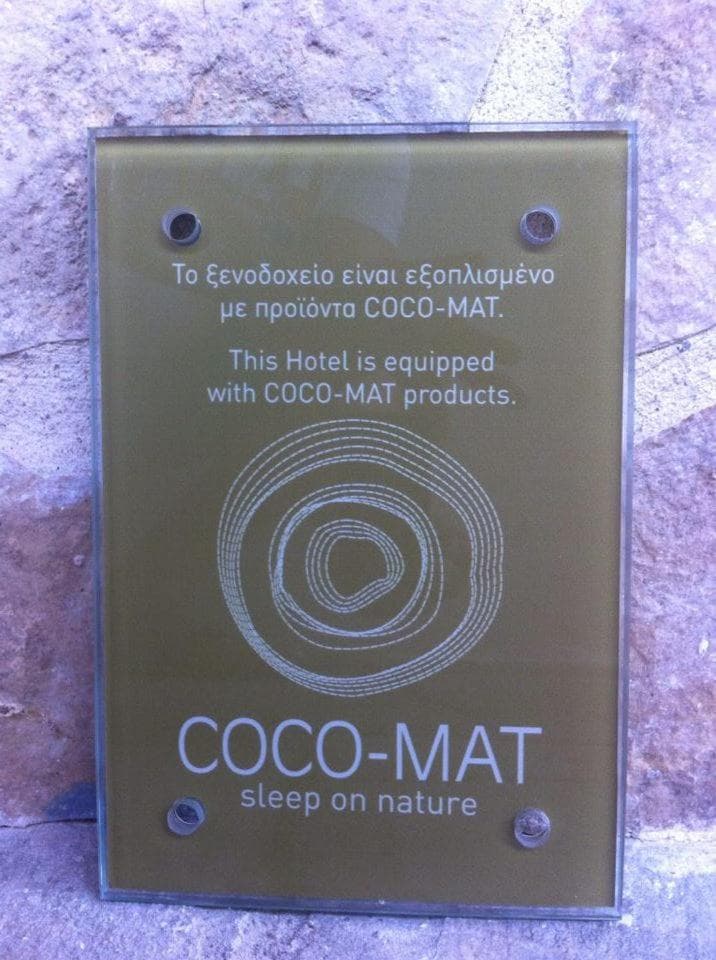 Το ξενοδοχείο είναι εξοπλισμένο
με προϊόντα COCO-MAT.
This Hotel is equipped
with COCO-MAT products.
COCO-MAT
sleep on nature